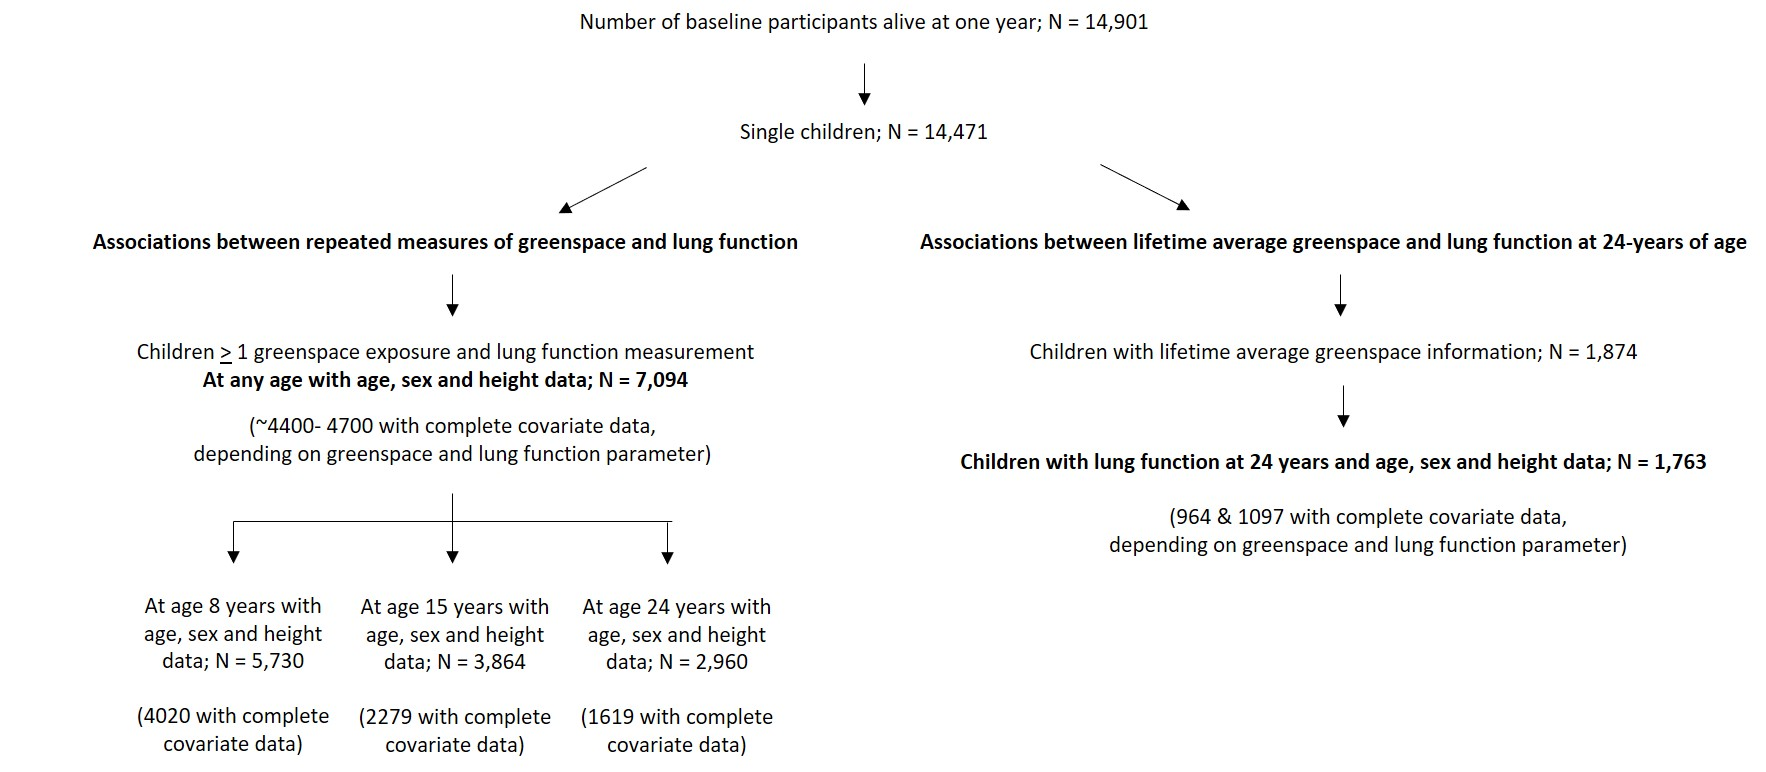 Number of baseline participants alive at one year; N = 14,901
Single children; N = 14,471
Associations between repeated measures of greenspace and lung function
Children > 1 greenspace exposure and lung function measurement
At any age with age, sex and height data; N = 7,094
(~4400- 4700 with complete covariate data,
depending on greenspace and lung function parameter)
At age 8 years with
age, sex and height
data; N = 5,730
(4020 with complete
covariate data)
At age 15 years with
age, sex and height
data; N = 3,864
(2279 with complete
covariate data)
At age 24 years with
age, sex and height
data; N = 2,960
(1619 with complete
covariate data)
Associations between lifetime average greenspace and lung function at 24-years of age
Children with lifetime average greenspace information; N = 1,874
Children with lung function at 24 years and age, sex and height data; N = 1,763
(964 & 1097 with complete covariate data,
depending on greenspace and lung function parameter)